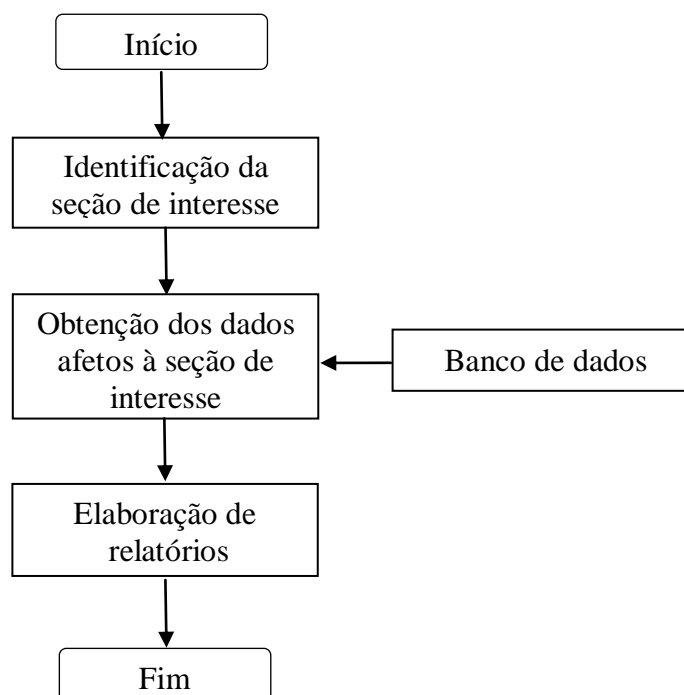 Início
Identificação da
seção de interesse
Obtenção dos dados
afetos à seção de
interesse
Banco de dados
Elaboração de
relatórios
Fim